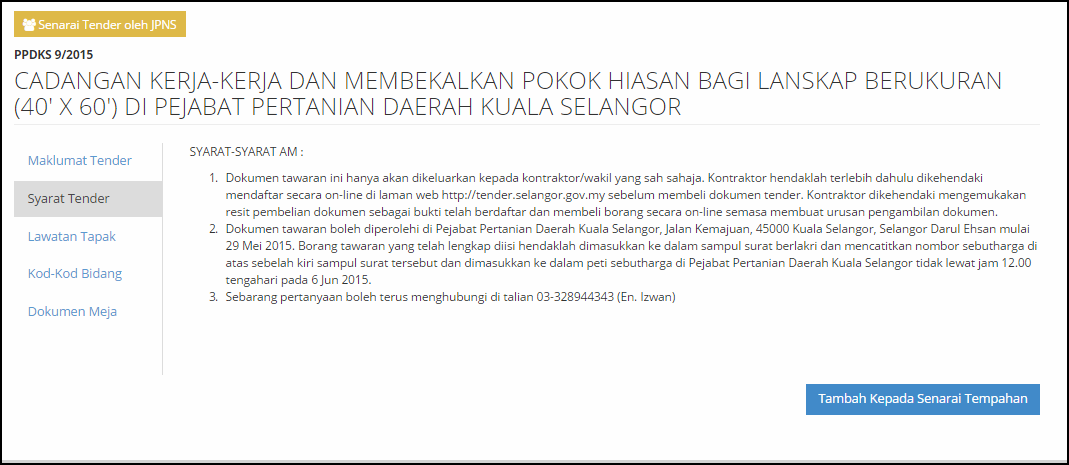 Senarai Tender oleh JPNS
PPDKS 9/2015
CADANGAN KERJA-KERJA DAN MEMBEKALKAN POKOK HIASAN BAGI LANSKAP BERUKURAN
(40' X 60') DI PEJABAT PERTANIAN DAERAH KUALA SELANGOR
Maklumat Tender
Syarat Tender
Lawatan Tapak
Kod-Kod Bidang
Dokumen Meja
SYARAT-SYARAT AM :
1. Dokumen tawaran ini hanya akan dikeluarkan kepada kontraktor/wakil yang sah sahaja. Kontraktor hendaklah terlebih dahulu dikehendaki
mendaftar secara on-line di laman web http://tender.selangor.gov.my sebelum membeli dokumen tender. Kontraktor dikehendaki mengemukakan
resit pembelian dokumen sebagai bukti telah berdaftar dan membeli borang secara on-line semasa membuat urusan pengambilan dokumen.
2. Dokumen tawaran boleh diperolehi di Pejabat Pertanian Daerah Kuala Selangor, Jalan Kemajuan, 45000 Kuala Selangor, Selangor Darul Ehsan mulai
29 Mei 2015. Borang tawaran yang telah lengkap diisi hendaklah dimasukkan ke dalam sampul surat berlakri dan mencatitkan nombor sebutharga di
atas sebelah kiri sampul surat tersebut dan dimasukkan ke dalam peti sebutharga di Pejabat Pertanian Daerah Kuala Selangor tidak lewat jam 12.00
tengahari pada 6 Jun 2015.
3. Sebarang pertanyaan boleh terus menghubungi di talian 03-328944343 (En. Izwan)
Tambah Kepada Senarai Tempahan